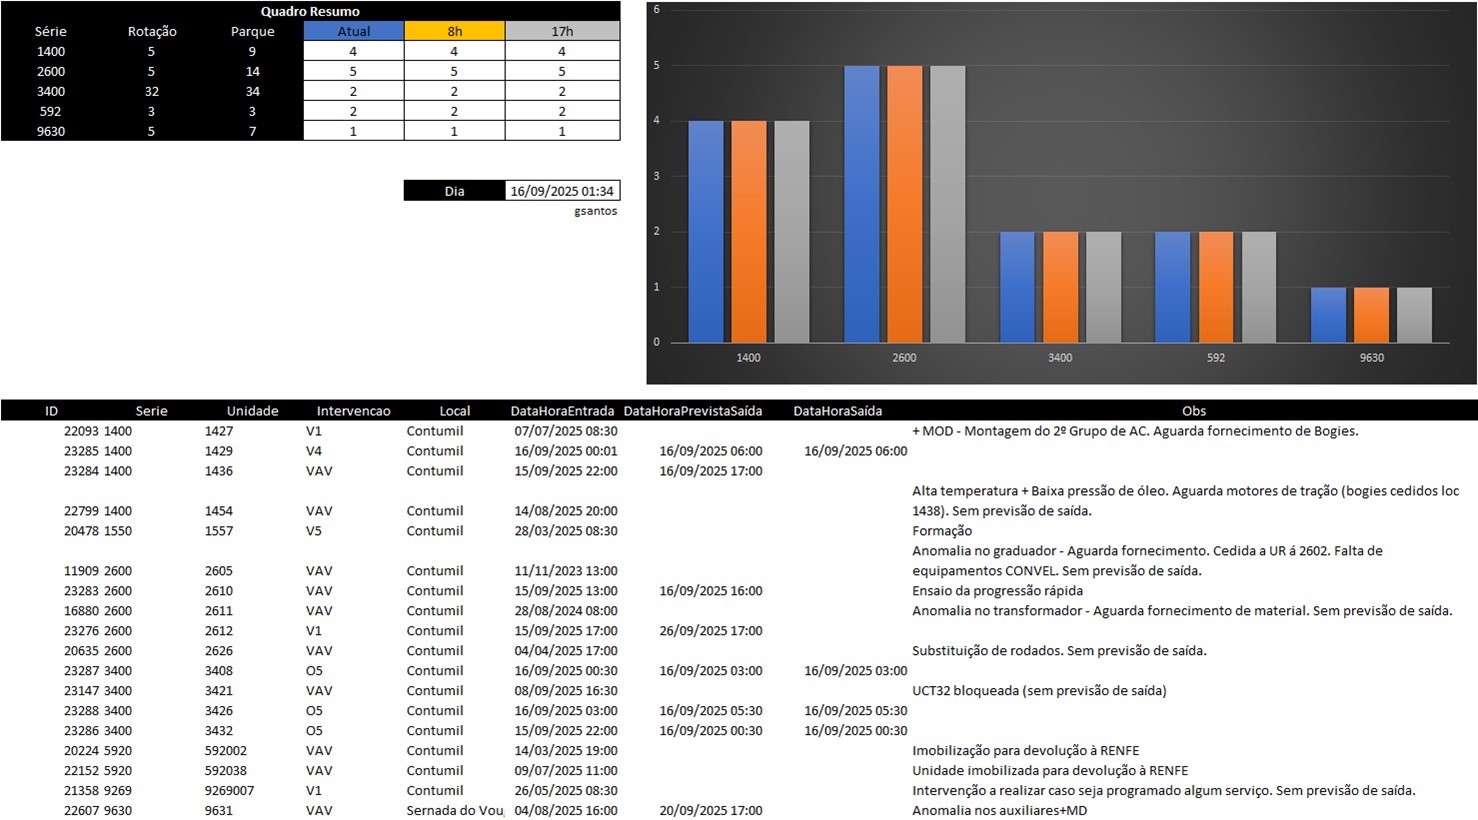 Quadro Resumo
Série Rotação Parque Atual 8h 17h
1400 5 9 4 4 4
2600 5 14 5 5 5
3400 32 34 2 2 2
592 3 3 2 2 2
9630 5 7 1 1 1
Dia 16/09/2025 01:34
gsantos
6
5
4
3
2
1
0
1400 2600 3400 592 9630
ID Serie Unidade Intervencao Local DataHoraEntrada DataHoraPrevistaSaída DataHoraSaída Obs
22093 1400 1427 V1 Contumil 07/07/2025 08:30 + MOD - Montagem do 2º Grupo de AC. Aguarda fornecimento de Bogies.
23285 1400 1429 V4 Contumil 16/09/2025 00:01 16/09/2025 06:00 16/09/2025 06:00
23284 1400 1436 VAV Contumil 15/09/2025 22:00 16/09/2025 17:00
Alta temperatura + Baixa pressão de óleo. Aguarda motores de tração (bogies cedidos loc
22799 1400 1454 VAV Contumil 14/08/2025 20:00 1438). Sem previsão de saída.
20478 1550 1557 V5 Contumil 28/03/2025 08:30 Formação
Anomalia no graduador - Aguarda fornecimento. Cedida a UR á 2602. Falta de
11909 2600 2605 VAV Contumil 11/11/2023 13:00 equipamentos CONVEL. Sem previsão de saída.
23283 2600 2610 VAV Contumil 15/09/2025 13:00 16/09/2025 16:00 Ensaio da progressão rápida
16880 2600 2611 VAV Contumil 28/08/2024 08:00 Anomalia no transformador - Aguarda fornecimento de material. Sem previsão de saída.
23276 2600 2612 V1 Contumil 15/09/2025 17:00 26/09/2025 17:00
20635 2600 2626 VAV Contumil 04/04/2025 17:00 Substituição de rodados. Sem previsão de saída.
23287 3400 3408 O5 Contumil 16/09/2025 00:30 16/09/2025 03:00 16/09/2025 03:00
23147 3400 3421 VAV Contumil 08/09/2025 16:30 UCT32 bloqueada (sem previsão de saída)
23288 3400 3426 O5 Contumil 16/09/2025 03:00 16/09/2025 05:30 16/09/2025 05:30
23286 3400 3432 O5 Contumil 15/09/2025 22:00 16/09/2025 00:30 16/09/2025 00:30
20224 5920 592002 VAV Contumil 14/03/2025 19:00 Imobilização para devolução à RENFE
22152 5920 592038 VAV Contumil 09/07/2025 11:00 Unidade imobilizada para devolução à RENFE
21358 9269 9269007 V1 Contumil 26/05/2025 08:30 Intervenção a realizar caso seja programado algum serviço. Sem previsão de saída.
22607 9630 9631 VAV Sernada do Vou 04/08/2025 16:00 20/09/2025 17:00 Anomalia nos auxiliares+MD